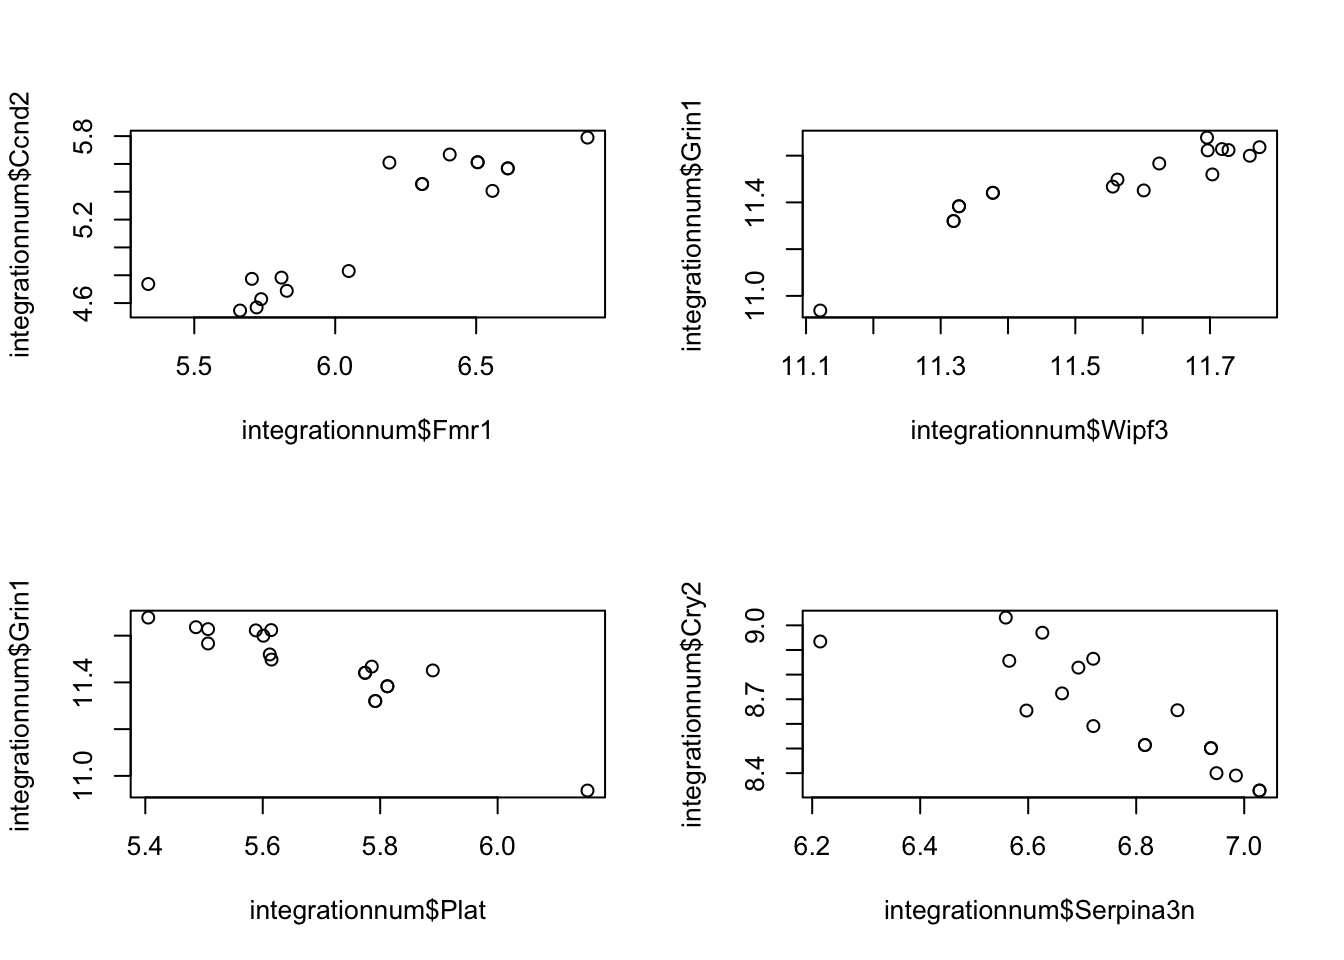 integrationnum$Ccnd2
5.8
5.2
4.6
5.5 6.0 6.5
integrationnum$Fmr1
integrationnum$Grin1
11.4
11.0
11.1 11.3 11.5 11.7
integrationnum$Wipf3
integrationnum$Grin1
11.4
11.0
5.4 5.6 5.8 6.0
integrationnum$Plat
integrationnum$Cry2
9.0
8.7
8.4
6.2 6.4 6.6 6.8 7.0
integrationnum$Serpina3n